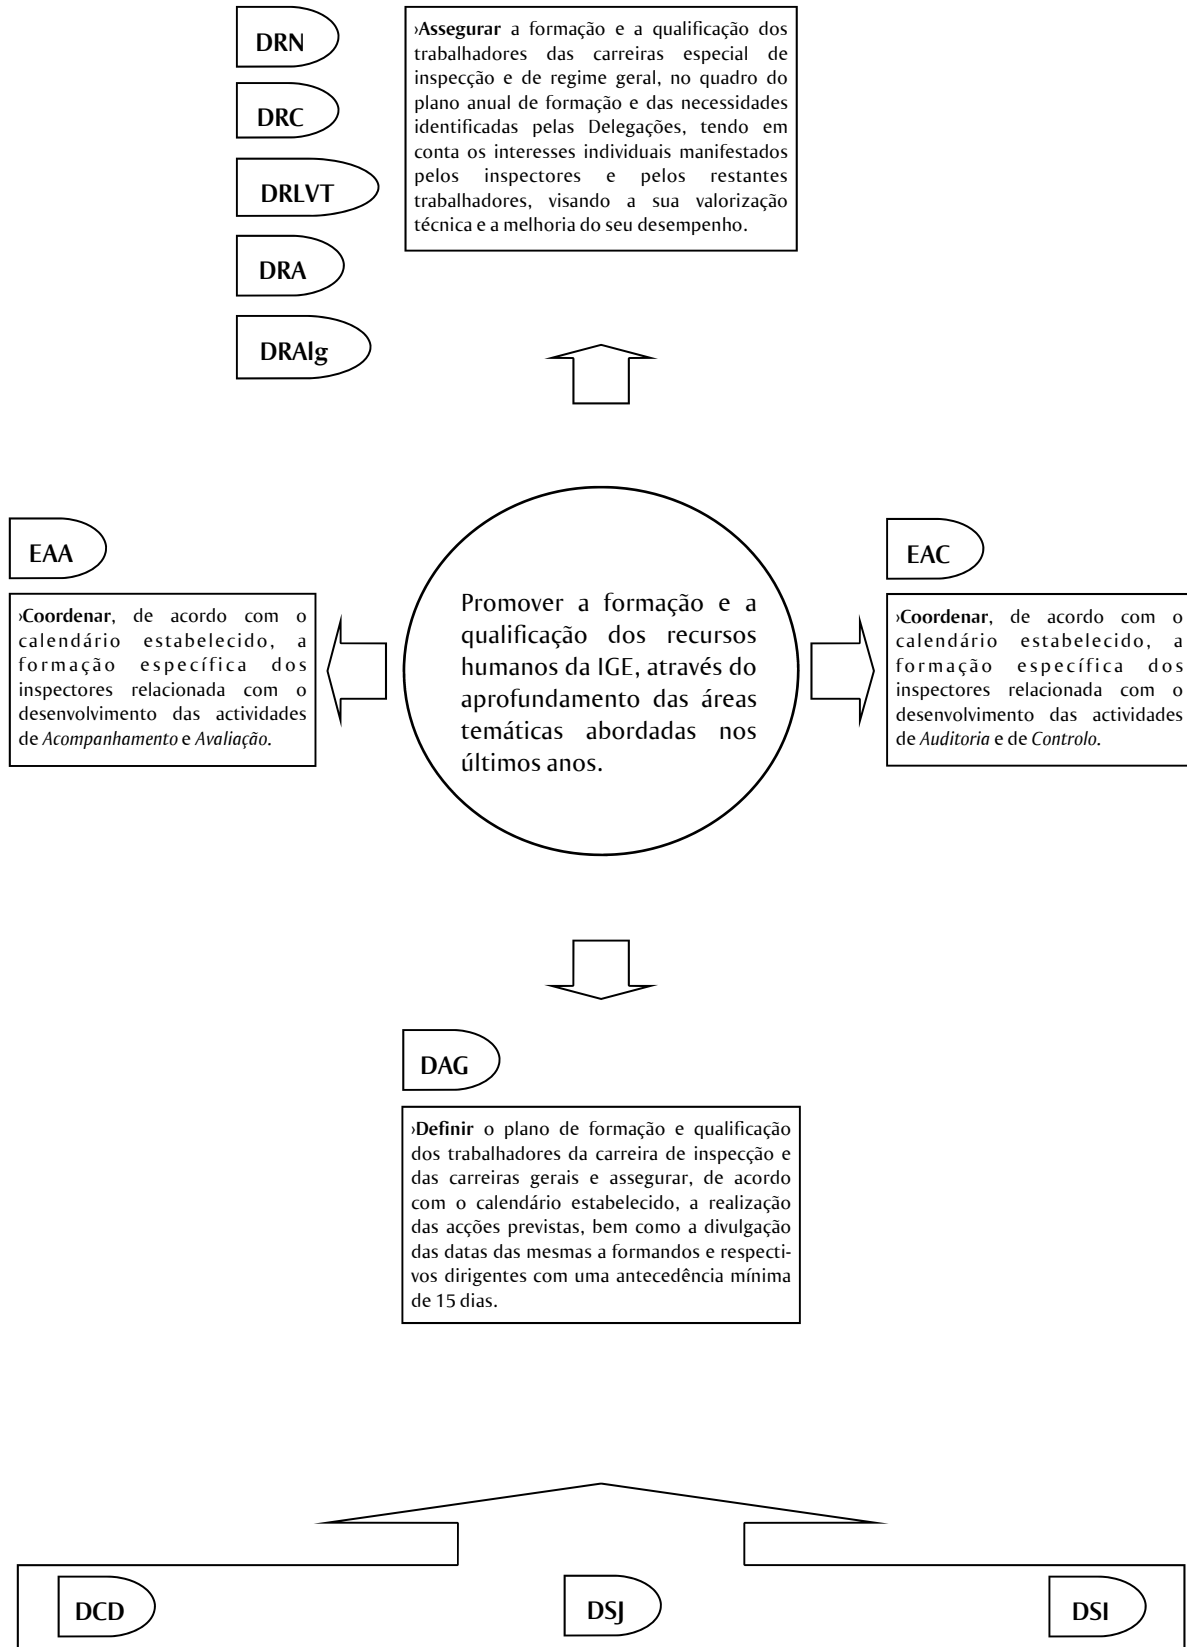 DRN
DRC
DRLVT
DRA
DRAlg
›Assegurar a formação e a qualificação dos
trabalhadores das carreiras especial de
inspecção e de regime geral, no quadro do
plano anual de formação e das necessidades
identificadas pelas Delegações, tendo em
conta os interesses individuais manifestados
pelos inspectores e pelos restantes
trabalhadores, visando a sua valorização
técnica e a melhoria do seu desempenho.
EAA
›Coordenar, de acordo com o
calendário estabelecido, a
formação específica dos
inspectores relacionada com o
desenvolvimento das actividades
de Acompanhamento e Avaliação.
Promover a formação e a
qualificação dos recursos
humanos da IGE, através do
aprofundamento das áreas
temáticas abordadas nos
últimos anos.
EAC
›Coordenar, de acordo com o
calendário estabelecido, a
formação específica dos
inspectores relacionada com o
desenvolvimento das actividades
de Auditoria e de Controlo.
DAG
›Definir o plano de formação e qualificação
dos trabalhadores da carreira de inspecção e
das carreiras gerais e assegurar, de acordo
com o calendário estabelecido, a realização
das acções previstas, bem como a divulgação
das datas das mesmas a formandos e respecti-
vos dirigentes com uma antecedência mínima
de 15 dias.
DCD
DSJ
DSI